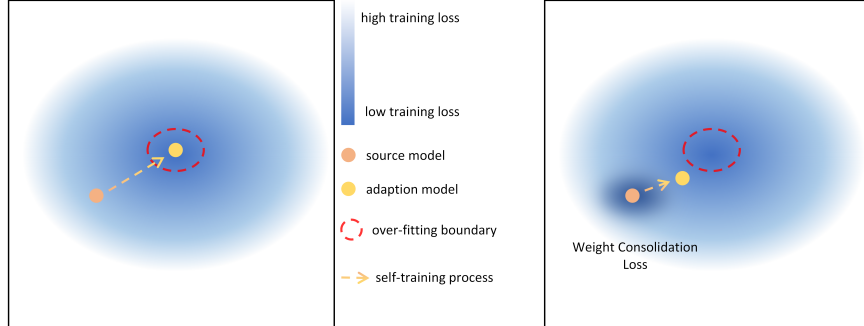 high training loss
low training loss
source model
adaption model
over-fitting boundary
self-training process
Weight Consolidation
Loss